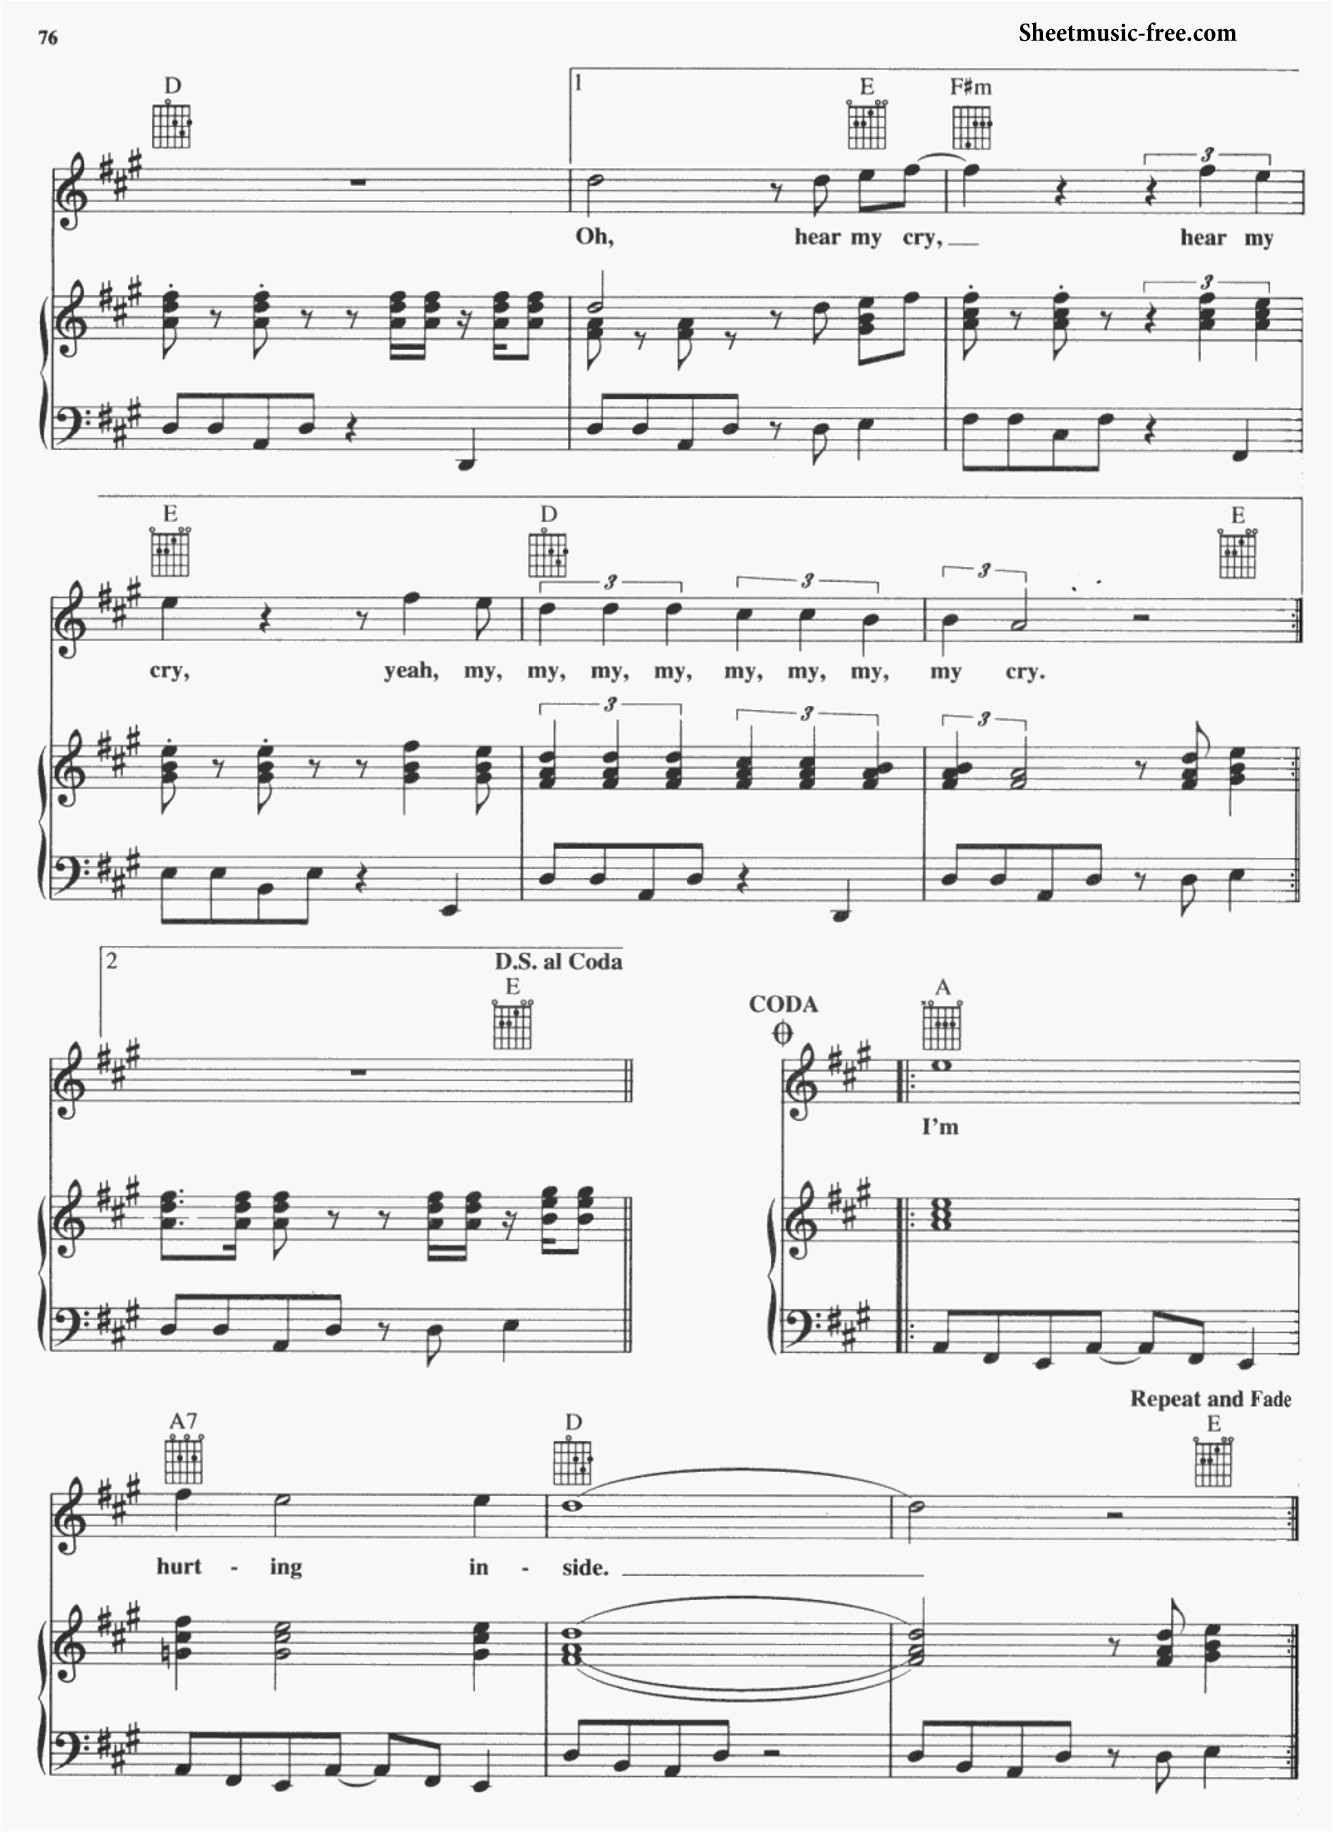 76
Sheetmusic-free.com
D
1
E
F#m
3
Oh, hear my cry, hear my
3
E
D
E
3
3
3
cry, yeah, my, my, my, my, my, my, my, my cry.
3
3
3
2
D.S. al Coda
E
CODA
A
I'm
Repeat and Fade
A7
D
E
hurt - ing in - side.